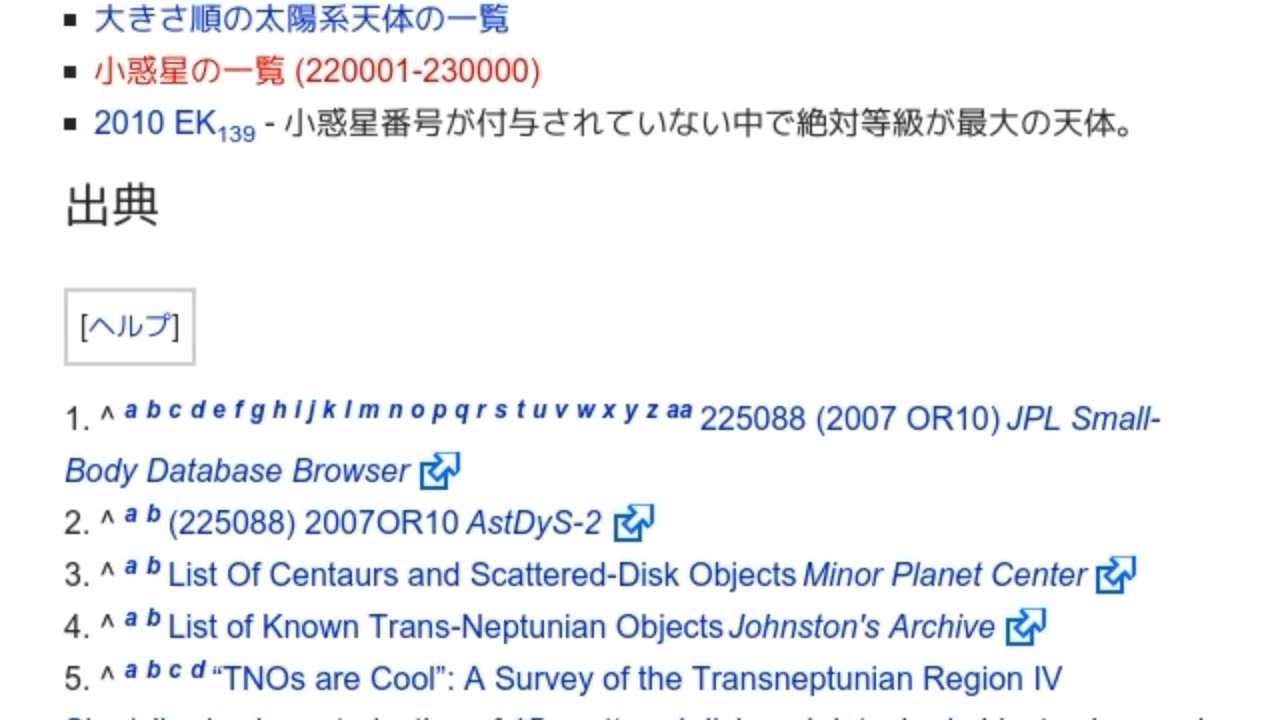 大きさ順の太陽系天体の一覧
小惑星の一覧 (220001-230000)
2010 EK139 - 小惑星番号が付与されていない中で絶対等級が最大の天体。
出典
[ヘルプ]
1. ^ a b c d e f g h i j k l m n o p q r s t u v w x y z aa 225088 (2007 OR10) JPL Small-
Body Database Browser
2. ^ a b (225088) 2007OR10 AstDyS-2
3. ^ a b List Of Centaurs and Scattered-Disk Objects Minor Planet Center
4. ^ a b List of Known Trans-Neptunian Objects Johnston's Archive
5. ^ a b c d “TNOs are Cool”: A Survey of the Transneptunian Region IV